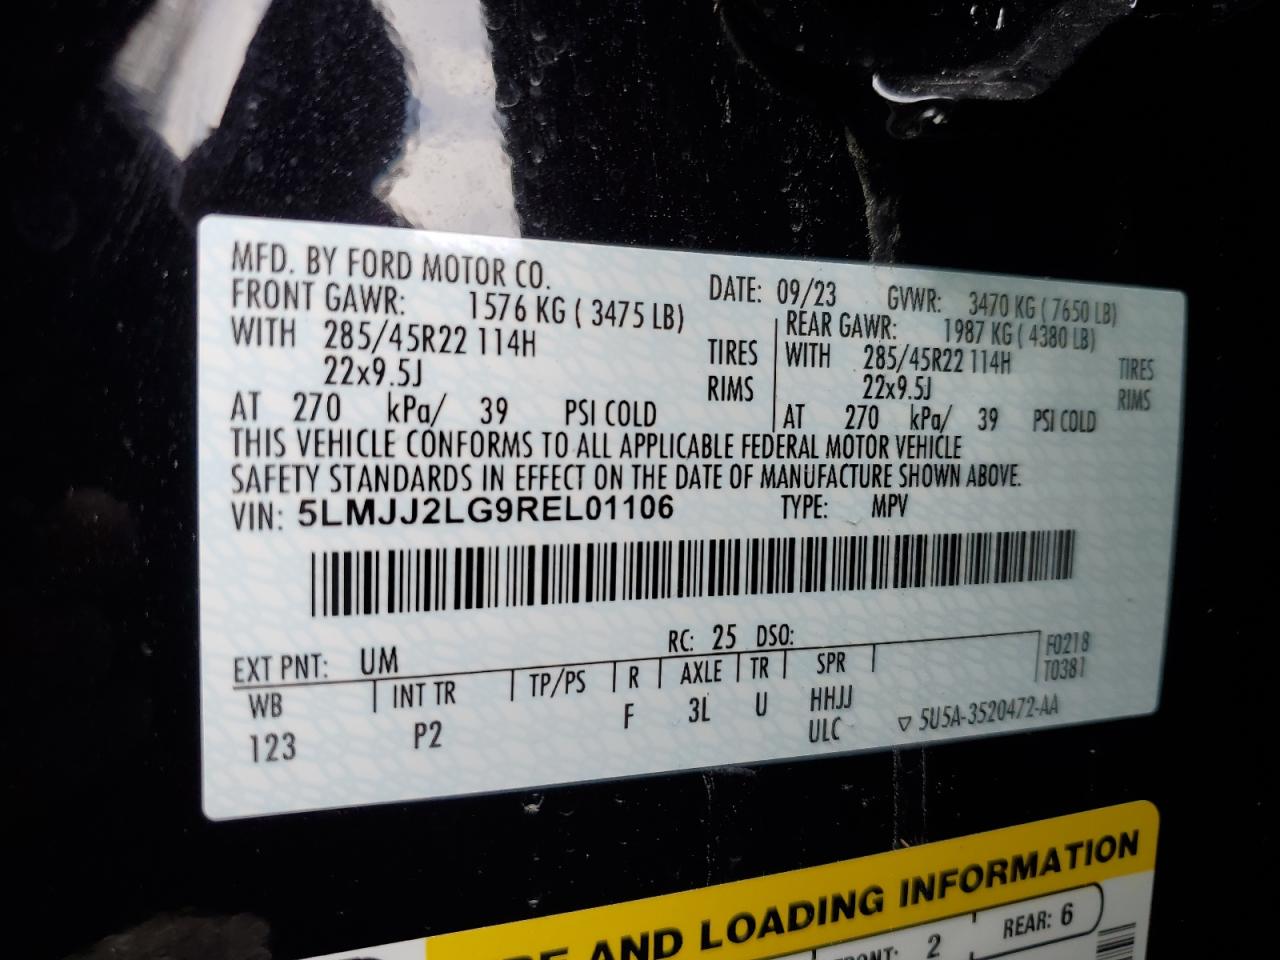 MFD. BY FORD MOTOR CO. DATE: 09/23 GVWR: 3470 KG ( 7650 LB)
FRONT GAWR: 1576 KG ( 3475 LB) REAR GAWR: 1987 KG ( 4380 LB)
WITH 285/45R22 114H TIRES WITH 285/45R22 114H TIRES
22x9.5J RIMS 22x9.5J RIMS
AT 270 kPa/ 39 PSI COLD AT 270 kPa/ 39 PSI COLD
THIS VEHICLE CONFORMS TO ALL APPLICABLE FEDERAL MOTOR VEHICLE
SAFETY STANDARDS IN EFFECT ON THE DATE OF MANUFACTURE SHOWN ABOVE.
VIN: 5LMJJ2LG9REL01106 TYPE: MPV
EXT PNT: UM RC: 25 DSO: F0218
WB INT TR TP/PS R AXLE TR SPR T0381
123 P2 F 3L U HHJJ
ULC ▽ 5U5A-3520472-AA
AND LOADING INFORMATION
2 REAR: 6